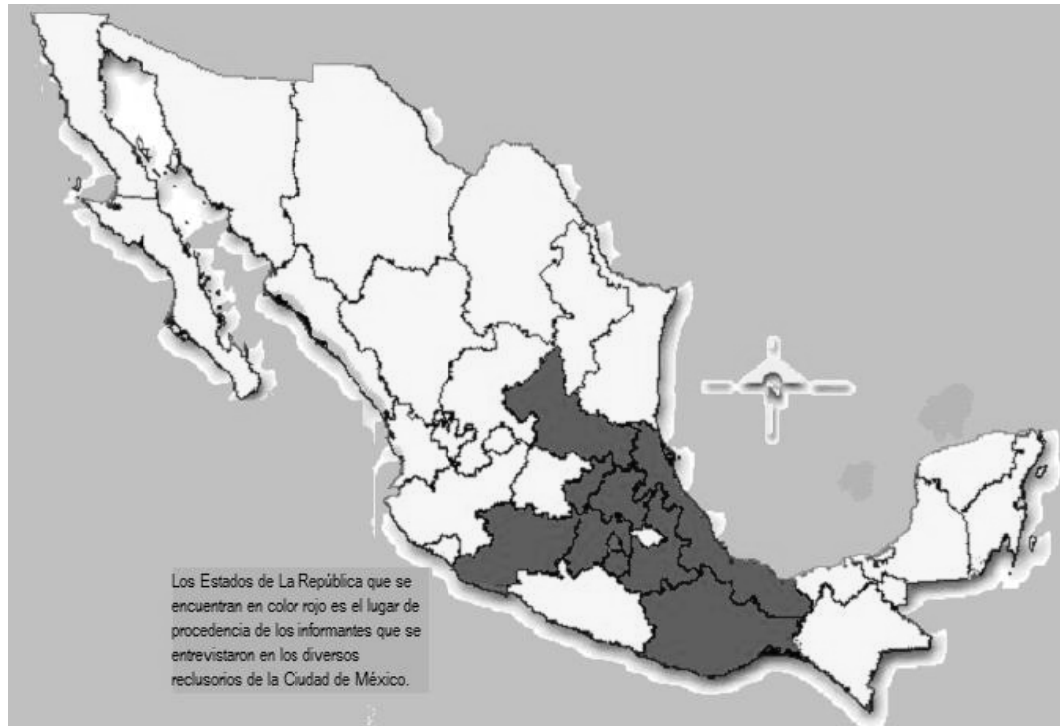 Los Estados de La República que se
encuentran en color rojo es el lugar de
procedencia de los informantes que se
entrevistaron en los diversos
reclusorios de la Ciudad de México.